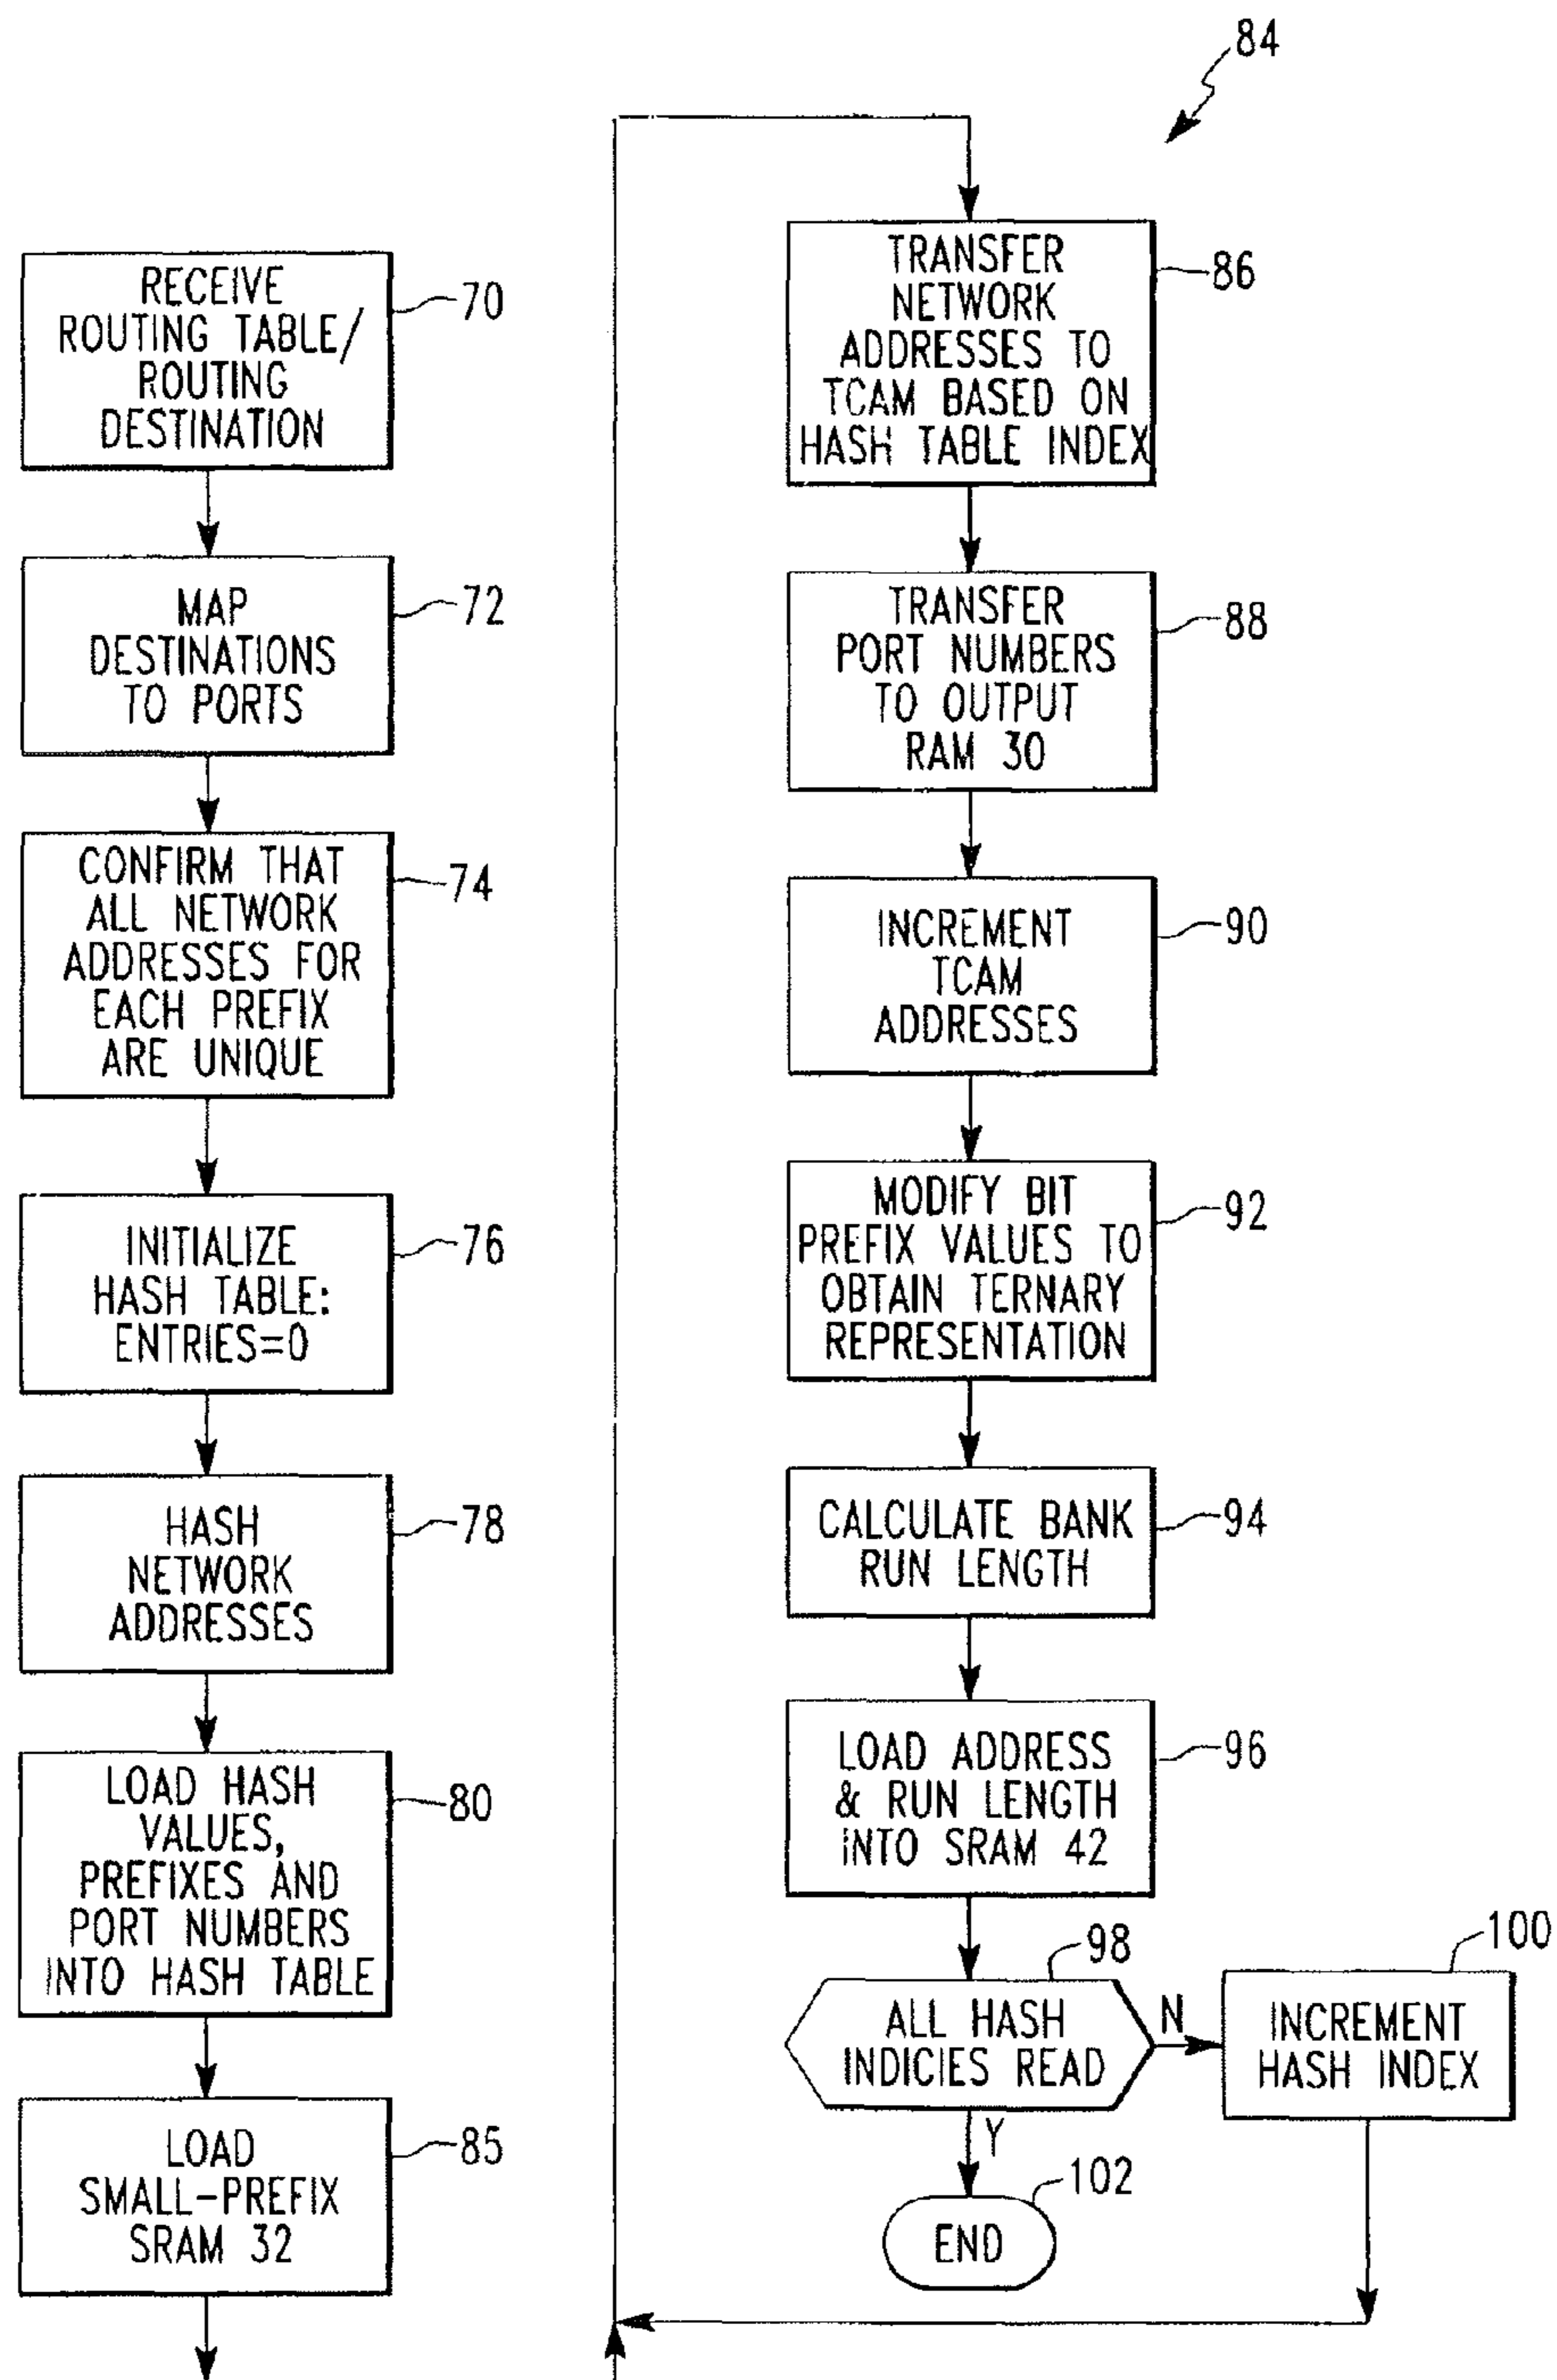 84
RECEIVE
ROUTING TABLE/
ROUTING
DESTINATION
70
MAP
DESTINATIONS
TO PORTS
72
CONFIRM THAT
ALL NETWORK
ADDRESSES FOR
EACH PREFIX
ARE UNIQUE
74
INITIALIZE
HASH TABLE:
ENTRIES=0
76
HASH
NETWORK
ADDRESSES
78
LOAD HASH
VALUES,
PREFIXES AND
PORT NUMBERS
INTO HASH TABLE
80
LOAD
SMALL-PREFIX
SRAM 32
85
TRANSFER
NETWORK
ADDRESSES TO
TCAM BASED ON
HASH TABLE INDEX
86
TRANSFER
PORT NUMBERS
TO OUTPUT
RAM 30
88
INCREMENT
TCAM
ADDRESSES
90
MODIFY BIT
PREFIX VALUES TO
OBTAIN TERNARY
REPRESENTATION
92
CALCULATE BANK
RUN LENGTH
94
LOAD ADDRESS
& RUN LENGTH
INTO SRAM 42
96
ALL HASH
INDICIES READ
98
N
INCREMENT
HASH INDEX
100
Y
END
102